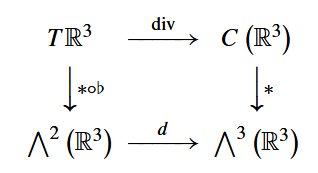 Tℝ³ div C (ℝ³)
*∘♭ *
⋀² (ℝ³) d ⋀³ (ℝ³)